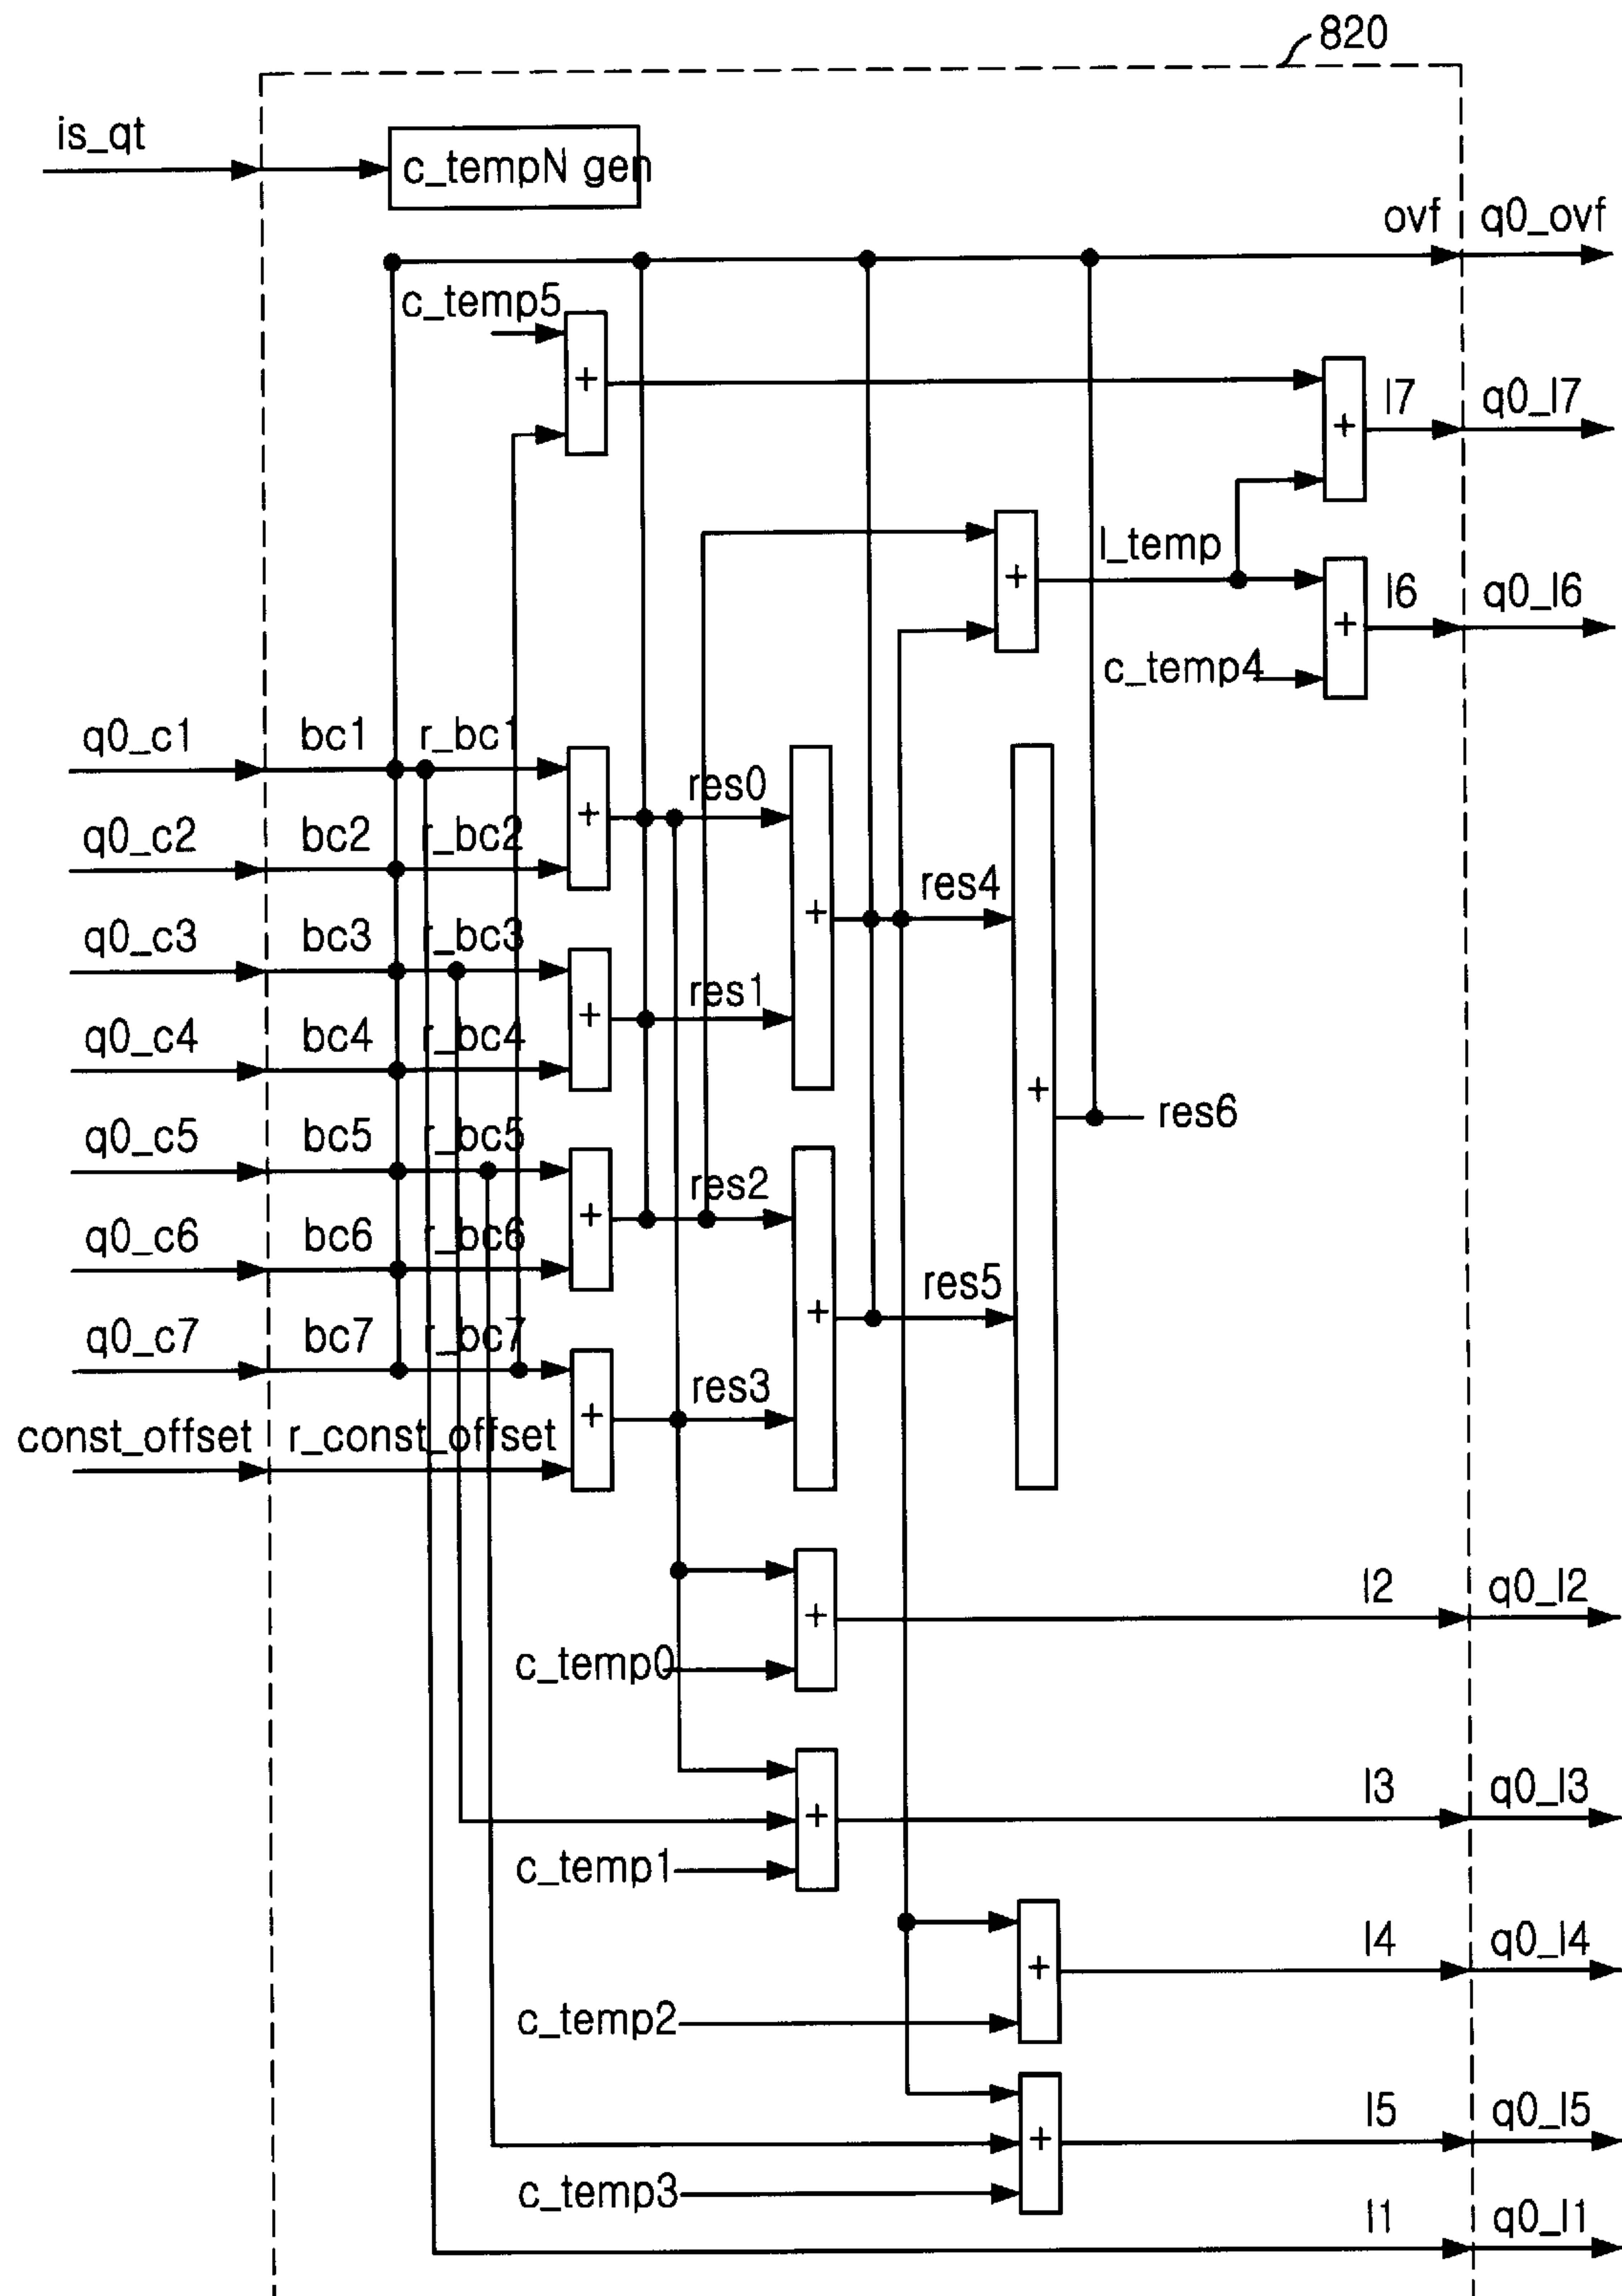 820
is_qt
c_tempN gen
ovf q0_ovf
c_temp5
+
l7 q0_l7
+
l_temp
+
l6 q0_l6
+
c_temp4
q0_c1 bc1 r_bc1
res0
+
q0_c2 bc2 r_bc2
res4
+
q0_c3 bc3 r_bc3
res1
+
q0_c4 bc4 r_bc4
+
res6
q0_c5 bc5 r_bc5
res2
+
q0_c6 bc6 r_bc6
res5
+
q0_c7 bc7 r_bc7
res3
+
const_offset r_const_offset
l2 q0_l2
+
c_temp0
l3 q0_l3
+
c_temp1
l4 q0_l4
+
c_temp2
l5 q0_l5
+
c_temp3
l1 q0_l1